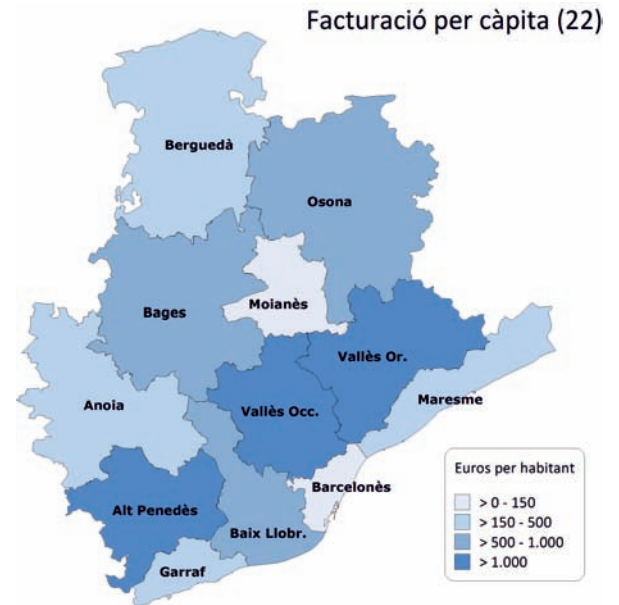 Facturació per càpita (22)
Berguedà
Osona
Moianès
Bages
Vallès Or.
Maresme
Anoia
Vallès Occ.
Barcelonès
Alt Penedès
Baix Llobr.
Garraf
Euros per habitant
> 0 - 150
> 150 - 500
> 500 - 1.000
> 1.000